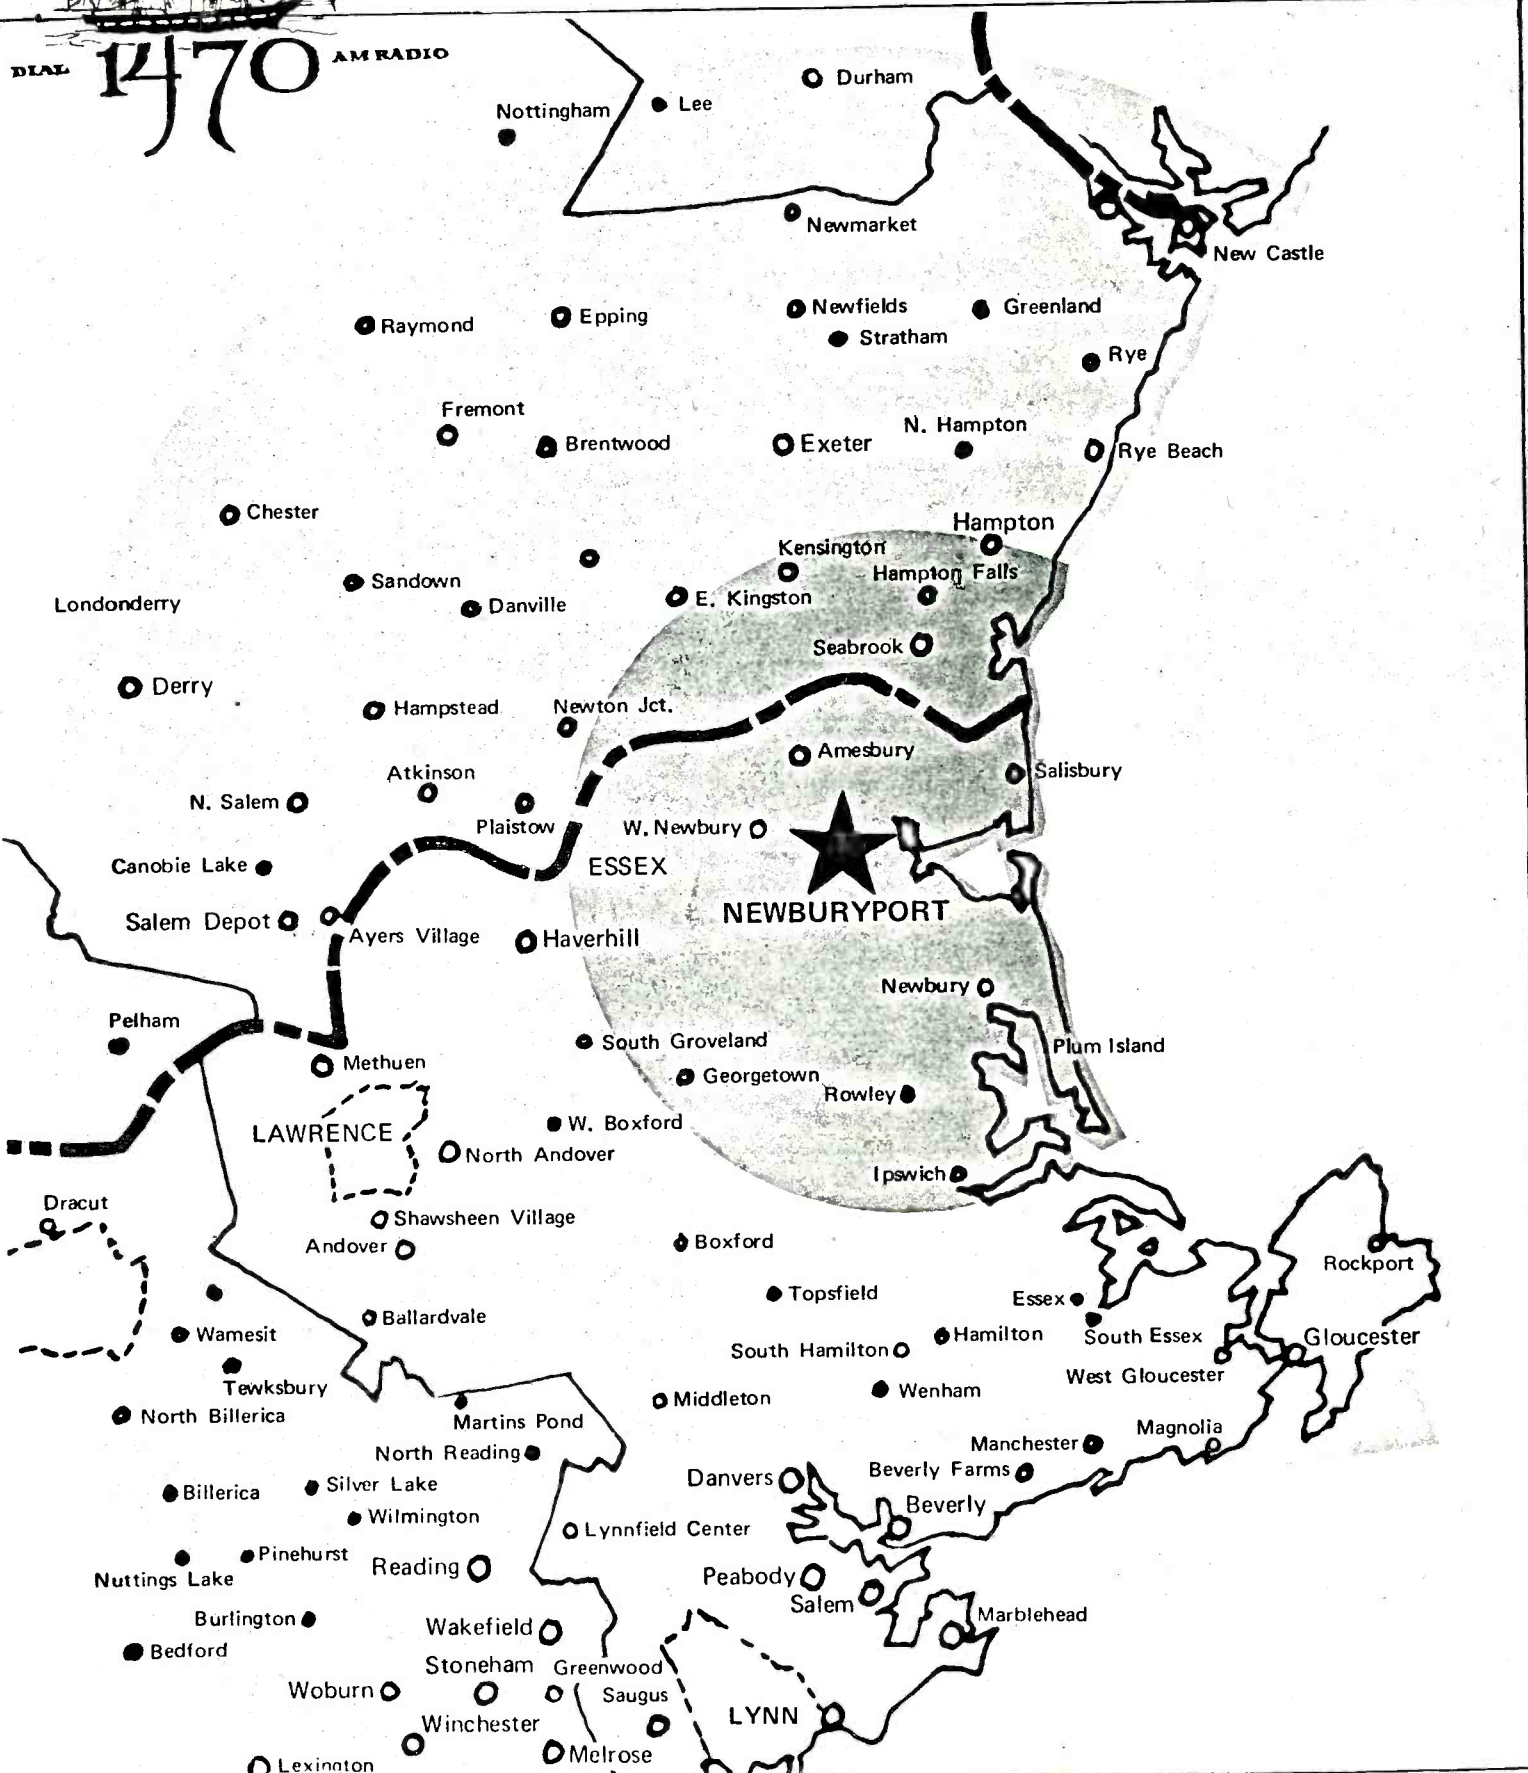 DIAL 1470 AM RADIO
Durham
Lee
Nottingham
Newmarket
New Castle
Newfields
Greenland
Raymond
Epping
Stratham
Rye
Fremont
N. Hampton
Brentwood
Exeter
Rye Beach
Chester
Hampton
Kensington
Hampton Falls
Sandown
E. Kingston
Londonderry
Danville
Seabrook
Derry
Hampstead
Newton Jct.
Amesbury
Salisbury
Atkinson
N. Salem
Plaistow
W. Newbury
Canobie Lake
ESSEX
NEWBURYPORT
Salem Depot
Ayers Village
Haverhill
Newbury
Pelham
South Groveland
Plum Island
Methuen
Georgetown
Rowley
W. Boxford
LAWRENCE
North Andover
Ipswich
Dracut
Shawsheen Village
Andover
Boxford
Rockport
Topsfield
Essex
Ballardvale
Wamesit
Hamilton
South Essex
Gloucester
South Hamilton
West Gloucester
Tewksbury
Middleton
Wenham
North Billerica
Martins Pond
Magnolia
North Reading
Manchester
Beverly Farms
Danvers
Silver Lake
Billerica
Beverly
Wilmington
Lynnfield Center
Pinehurst
Reading
Nuttings Lake
Peabody
Salem
Burlington
Wakefield
Marblehead
Bedford
Stoneham
Greenwood
Woburn
Saugus
LYNN
Winchester
Melrose
Lexington